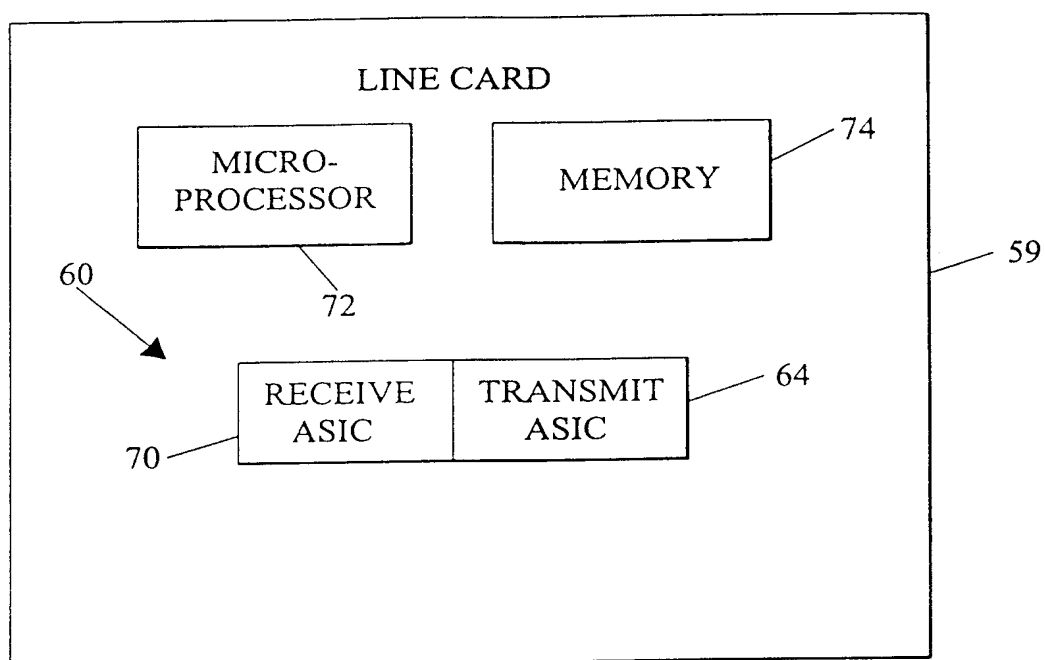 LINE CARD
MICRO-
PROCESSOR
MEMORY
74
59
60
72
RECEIVE
ASIC
TRANSMIT
ASIC
64
70